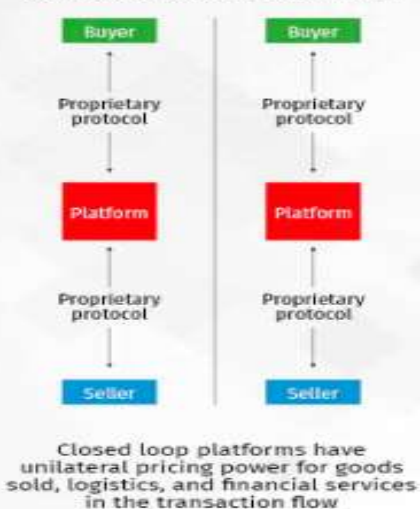 Buyer Buyer
Proprietary protocol Proprietary protocol
Platform Platform
Proprietary protocol Proprietary protocol
Seller Seller
Closed loop platforms have
unilateral pricing power for goods
sold, logistics, and financial services
in the transaction flow